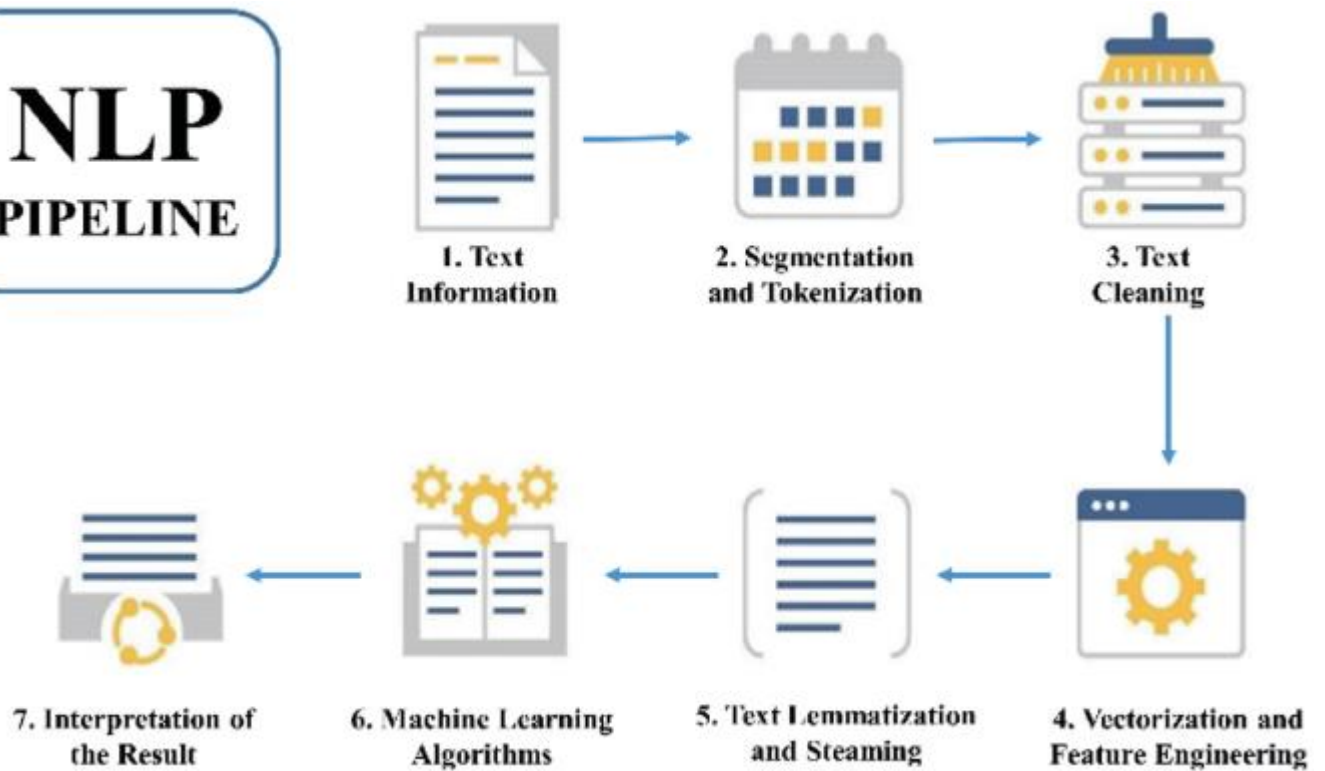 NLP
PIPELINE
1. Text
Information
2. Segmentation
and Tokenization
3. Text
Cleaning
4. Vectorization and
Feature Engineering
5. Text Lemmatization
and Steaming
6. Machine Learning
Algorithms
7. Interpretation of
the Result